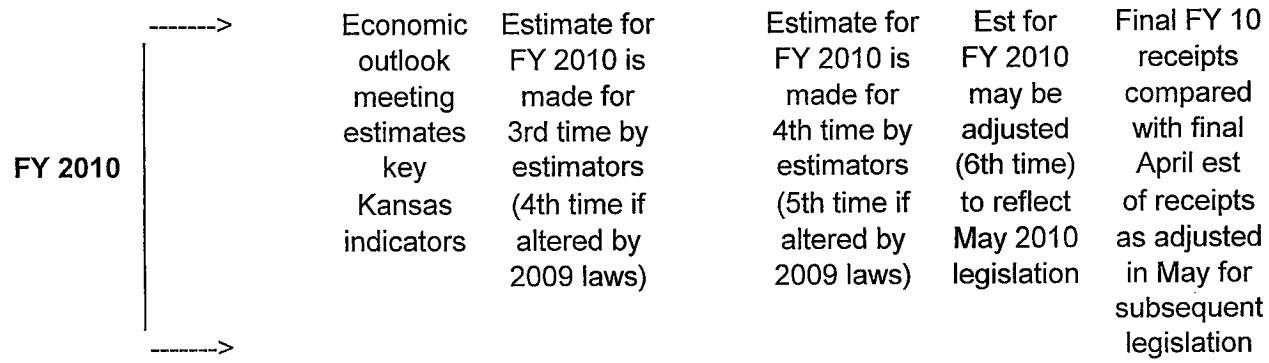 ------->
FY 2010
------->
Economic
outlook
meeting
estimates
key
Kansas
indicators
Estimate for
FY 2010 is
made for
3rd time by
estimators
(4th time if
altered by
2009 laws)
Estimate for
FY 2010 is
made for
4th time by
estimators
(5th time if
altered by
2009 laws)
Est for
FY 2010
may be
adjusted
(6th time)
to reflect
May 2010
legislation
Final FY 10
receipts
compared
with final
April est
of receipts
as adjusted
in May for
subsequent
legislation